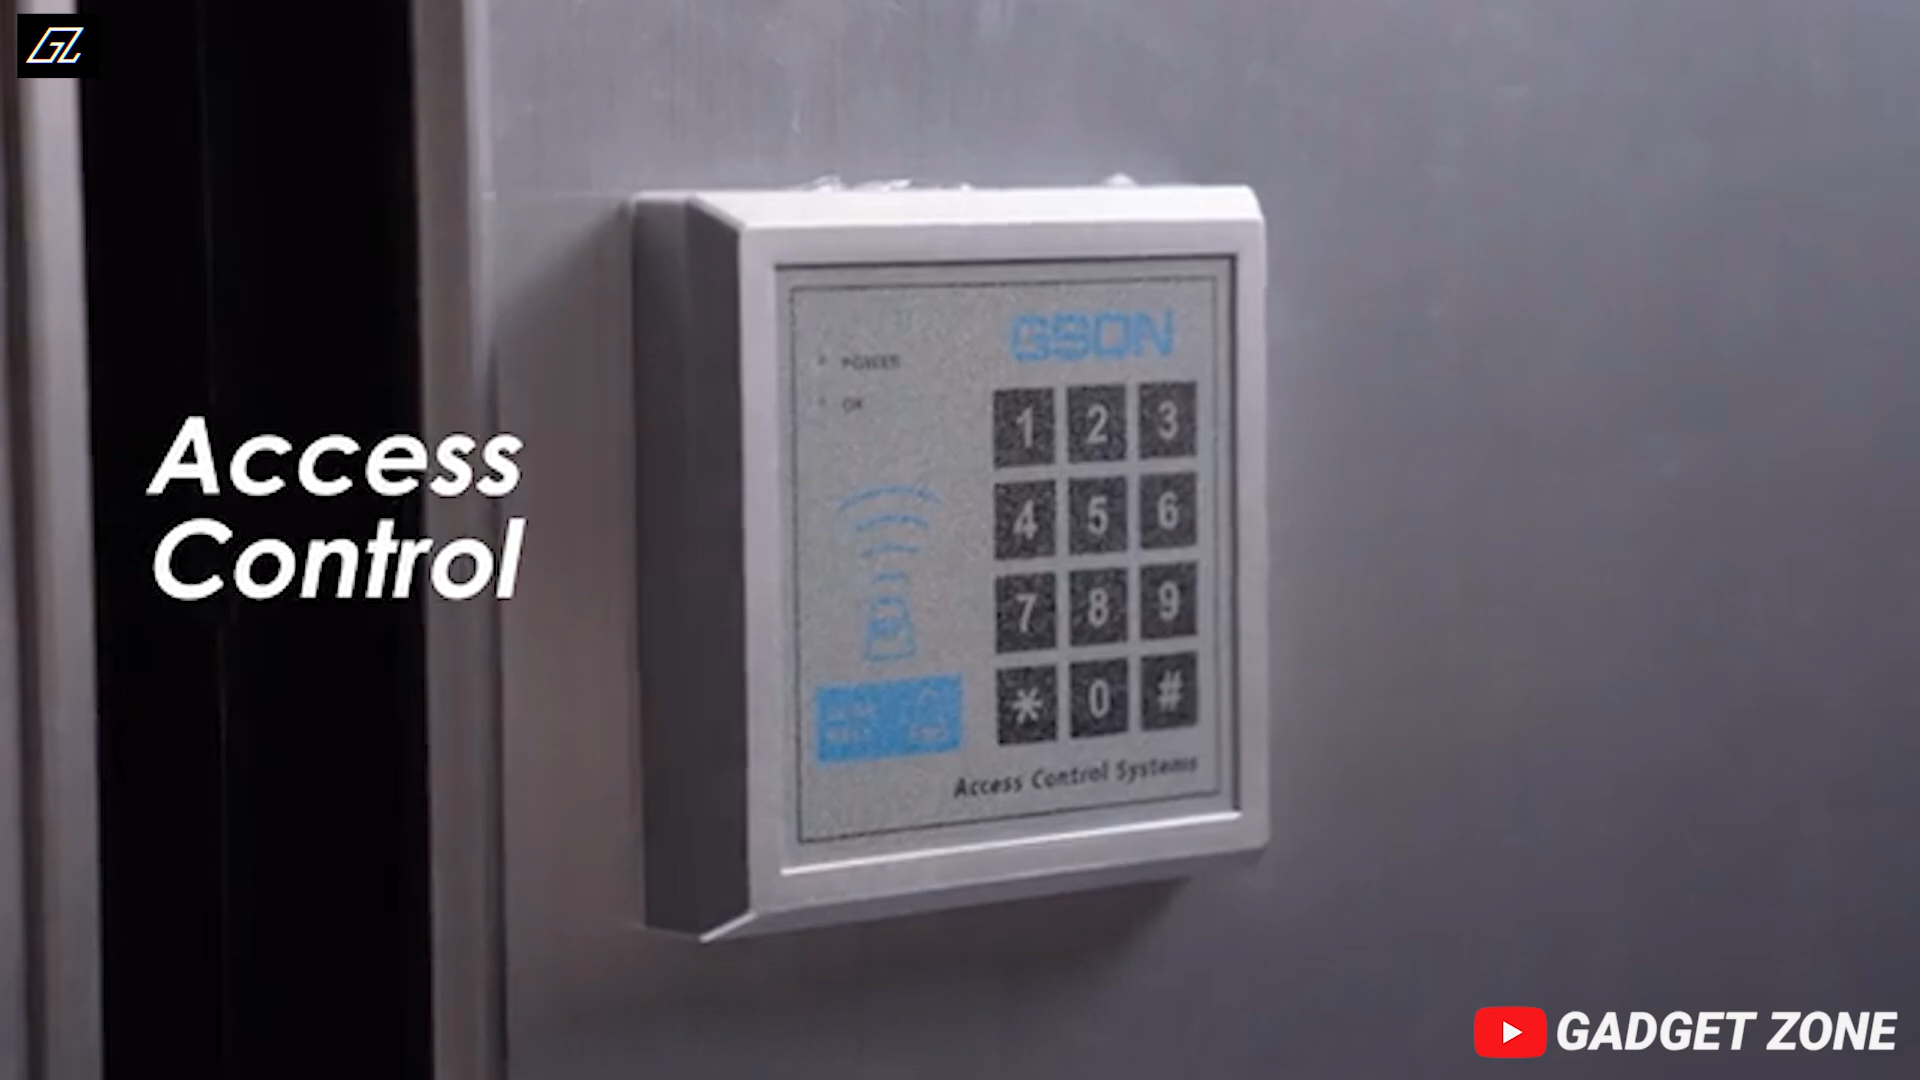 GZ
Access
Control
GSON
POWER
OK
1 2 3
4 5 6
7 8 9
* 0 #
Access Control Systems
GADGET ZONE